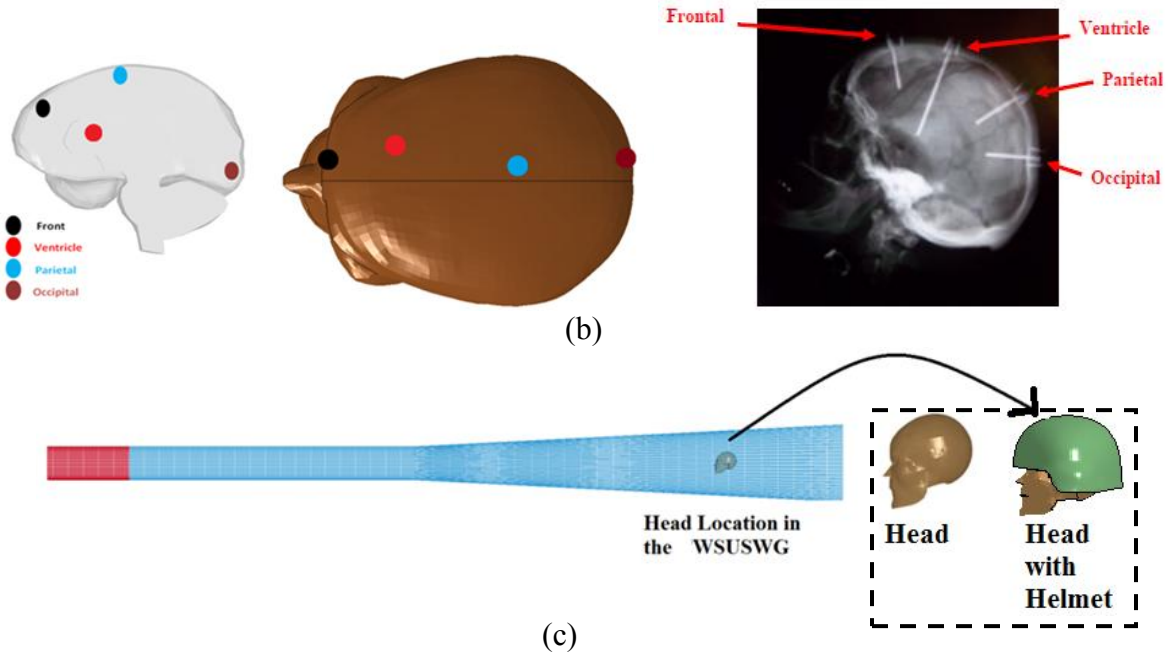 Front
Ventricle
Parietal
Occipital
Frontal
Ventricle
Parietal
Occipital
(b)
Head Location in
the WSUSWG
Head
Head
with
Helmet
(c)